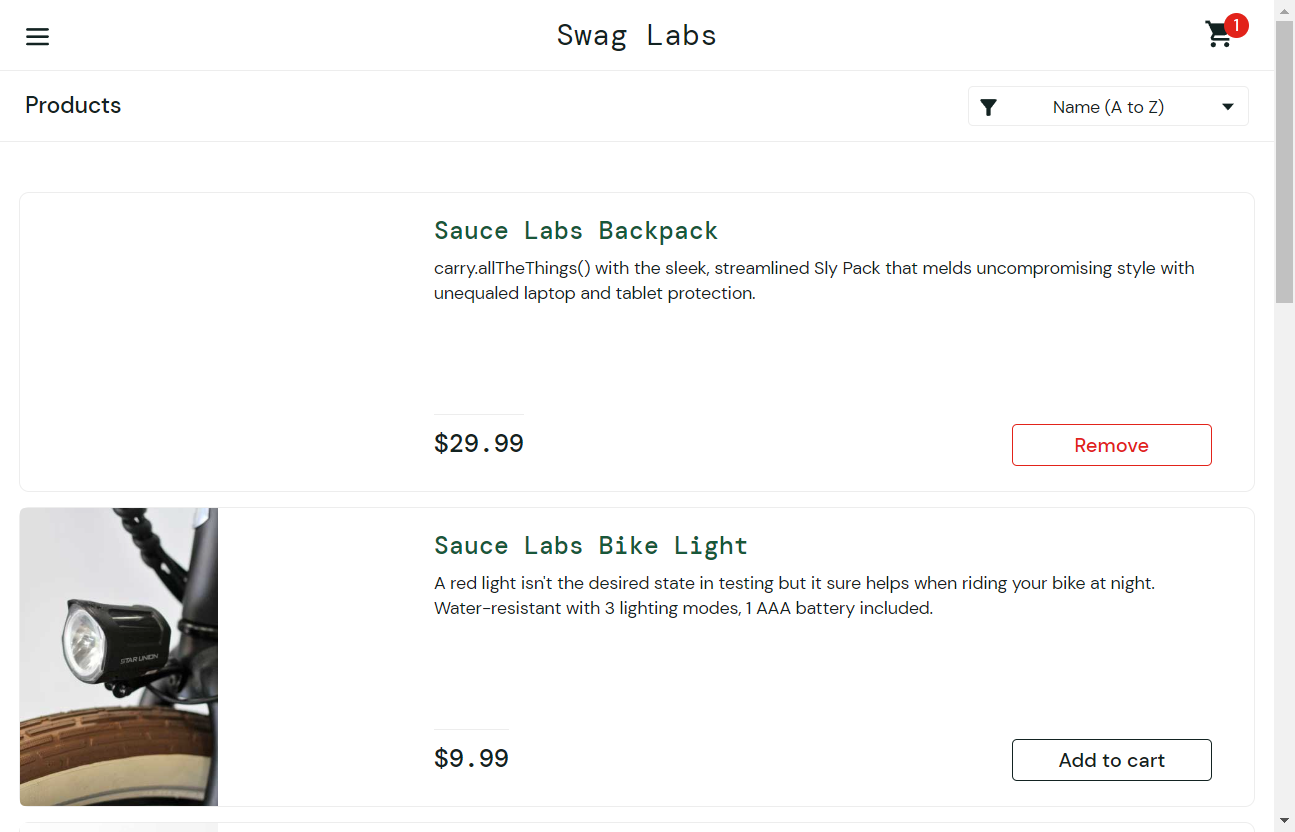 Swag Labs
1
Products
Name (A to Z)
Sauce Labs Backpack
carry.allTheThings() with the sleek, streamlined Sly Pack that melds uncompromising style with
unequaled laptop and tablet protection.
$29.99
Remove
Sauce Labs Bike Light
A red light isn't the desired state in testing but it sure helps when riding your bike at night.
Water-resistant with 3 lighting modes, 1 AAA battery included.
STAR UNION
$9.99
Add to cart